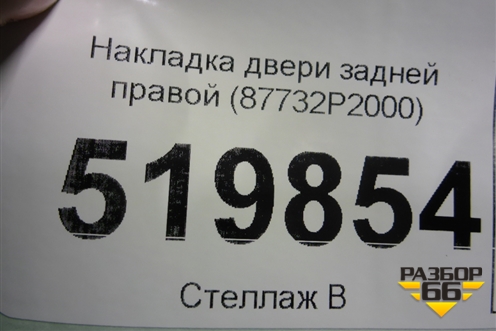 Накладка двери задней
правой (87732P2000)
519854
Стеллаж В
РАЗБОР
66